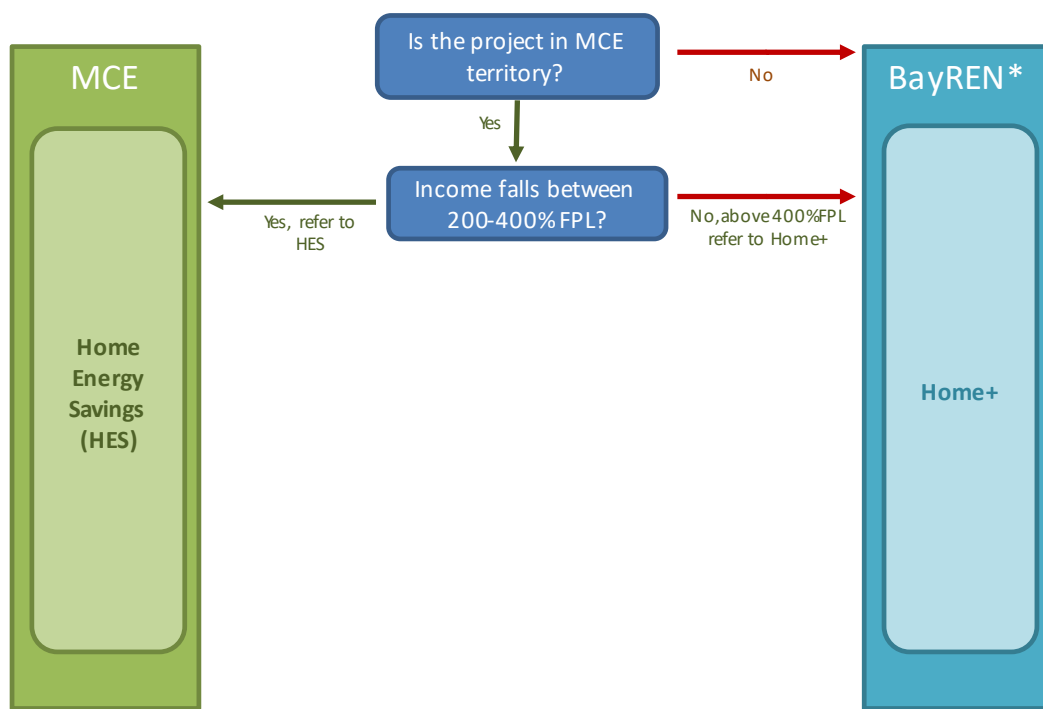 Is the project in MCE
territory?
No
MCE
BayREN*
Yes
Income falls between
200-400% FPL?
Yes, refer to
HES
No, above 400% FPL
refer to Home+
Home
Energy
Savings
(HES)
Home+